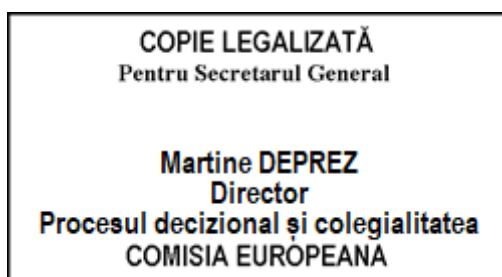 COPIE LEGALIZATĂ
Pentru Secretarul General
Martine DEPREZ
Director
Procesul decizional și colegialitatea
COMISIA EUROPEANA